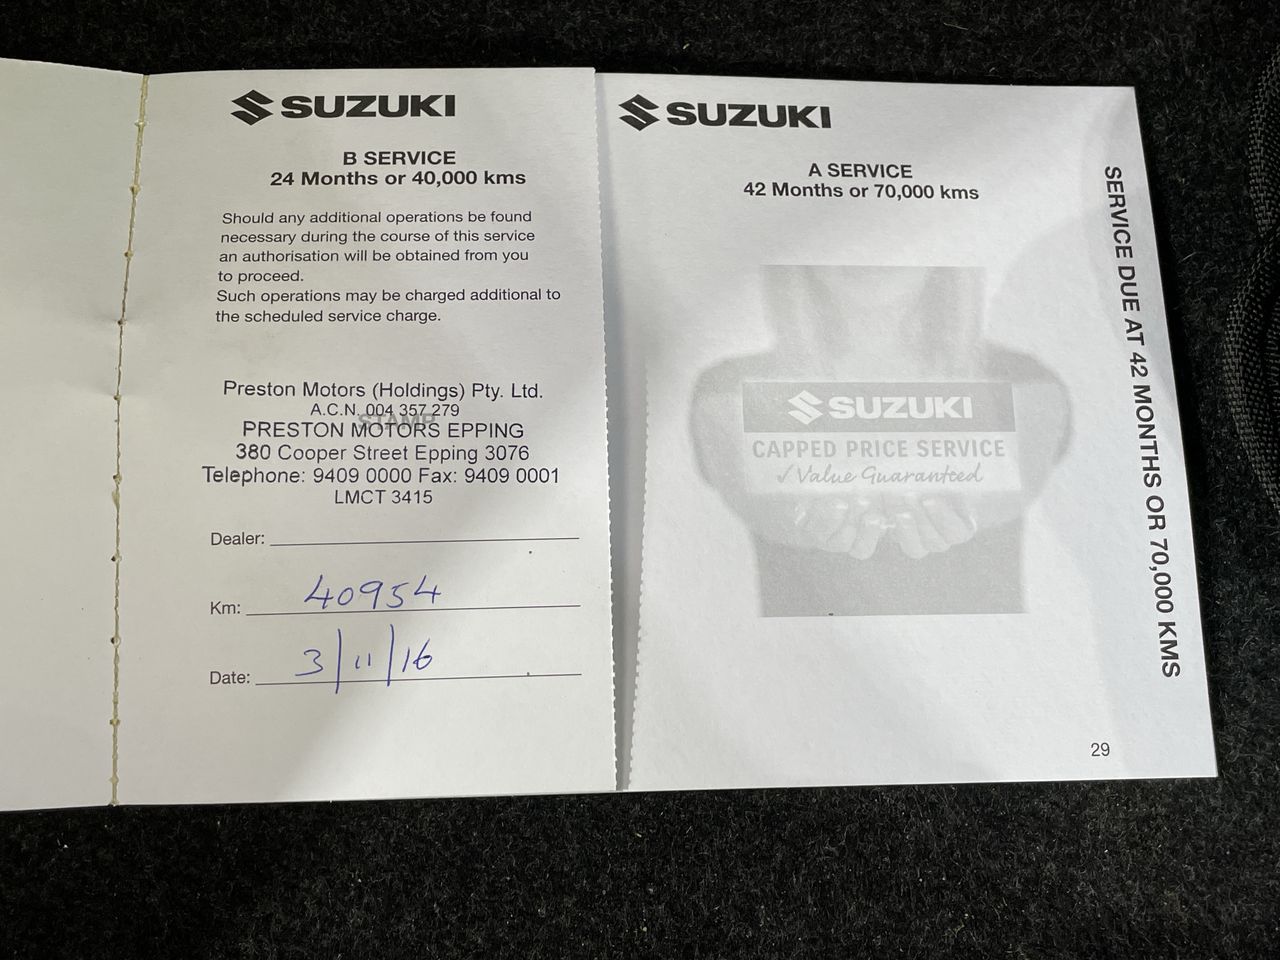 SUZUKI
B SERVICE
24 Months or 40,000 kms
Should any additional operations be found
necessary during the course of this service
an authorisation will be obtained from you
to proceed.
Such operations may be charged additional to
the scheduled service charge.
Preston Motors (Holdings) Pty. Ltd.
A.C.N. 004 357 279
STAMP
PRESTON MOTORS EPPING
380 Cooper Street Epping 3076
Telephone: 9409 0000 Fax: 9409 0001
LMCT 3415
Dealer:
Km: 40954
Date: 3/11/16
SUZUKI
A SERVICE
42 Months or 70,000 kms
SUZUKI
CAPPED PRICE SERVICE
✓ Value Guaranteed
SERVICE DUE AT 42 MONTHS OR 70,000 KMS
29